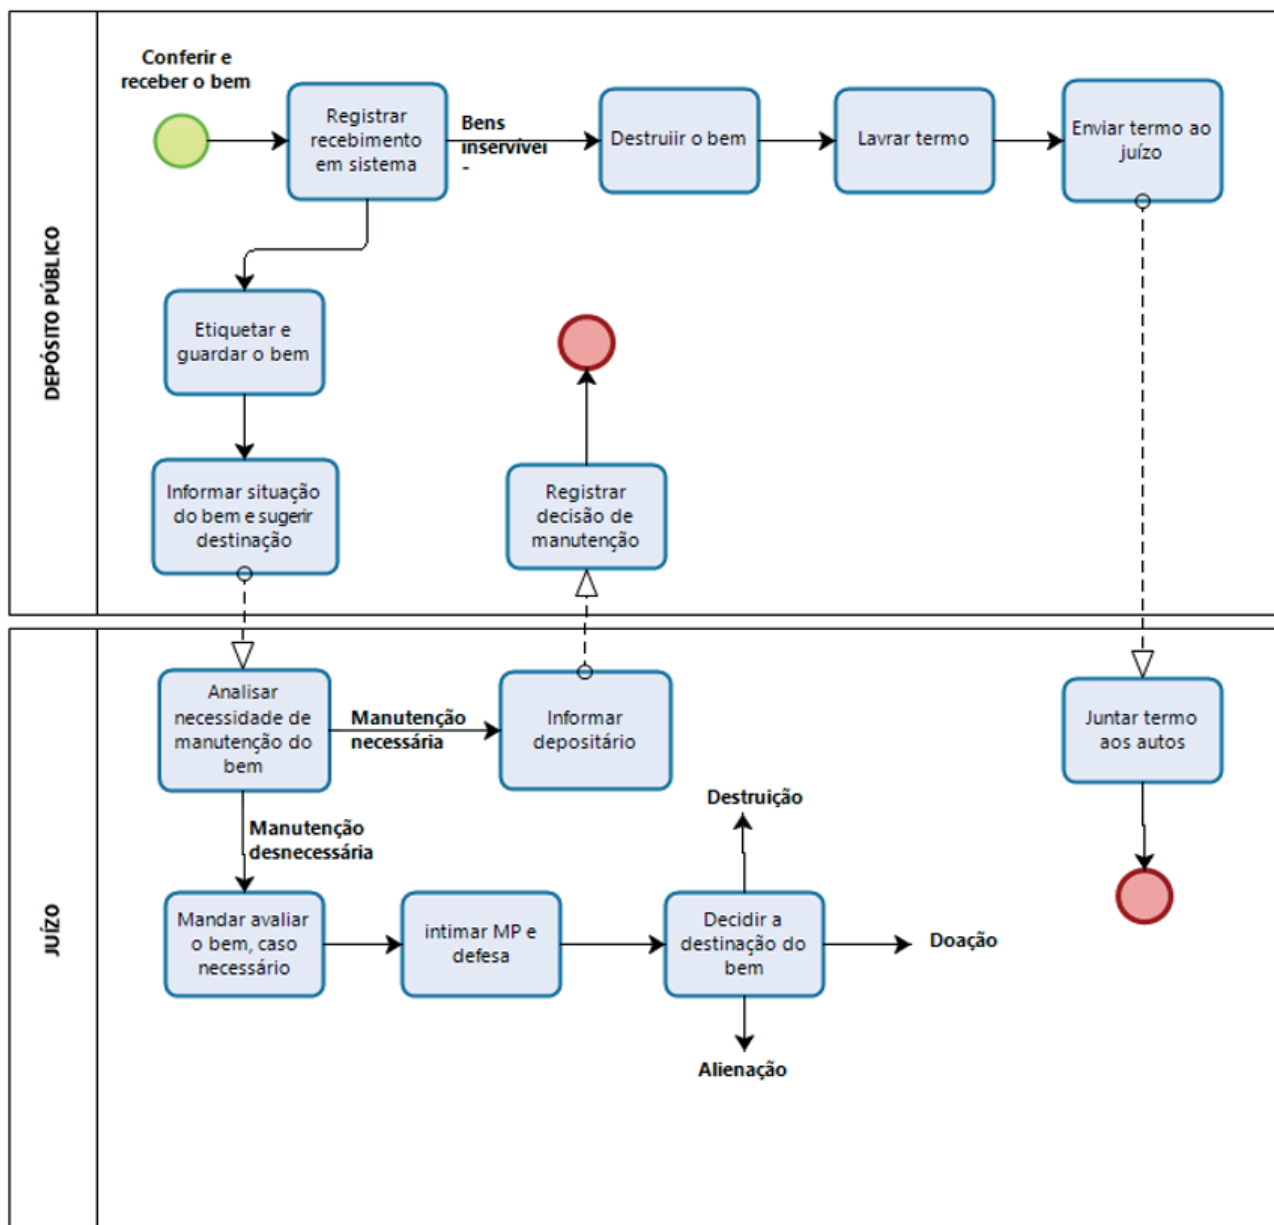 Conferir e
receber o bem
Registrar
recebimento
em sistema
Bens
inservívei
-
Destruiir o bem
Lavrar termo
Enviar termo ao
juízo
DEPÓSITO PÚBLICO
Etiquetar e
guardar o bem
Informar situação
do bem e sugerir
destinação
Registrar
decisão de
manutenção
Analisar
necessidade de
manutenção do
bem
Manutenção
necessária
Informar
depositário
Juntar termo
aos autos
Manutenção
desnecessária
Destruição
JUÍZO
Mandar avaliar
o bem, caso
necessário
intimar MP e
defesa
Decidir a
destinação do
bem
Doação
Alienação